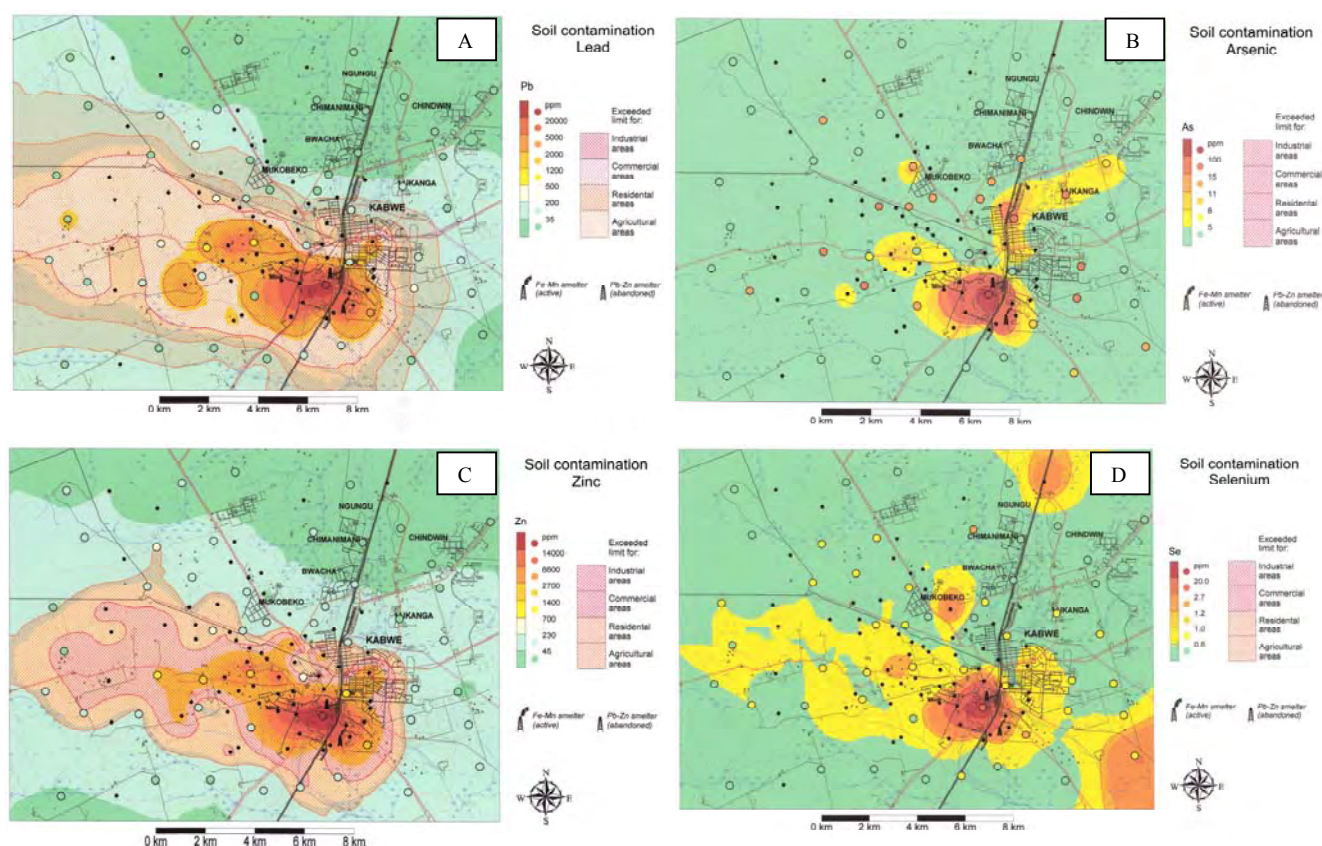 A
NGUNGU
CHIMANIMANI
CHINDWIN
BWACHA
MUKOBEKO
KABWE
0 km 2 km 4 km 6 km 8 km
Soil contamination
Lead
Pb
ppm
20000
5000
2000
1200
500
200
35
Exceeded
limit for:
Industrial
areas
Commercial
areas
Residental
areas
Agricultural
areas
Fe-Mn smelter
(active)
Pb-Zn smelter
(abandoned)
N
W E
S
B
NGUNGU
CHIMANIMANI
CHINDWIN
BWACHA
MUKOBEKO
KABWE
0 km 2 km 4 km 6 km 8 km
Soil contamination
Arsenic
As
ppm
100
15
11
5
Exceeded
limit for:
Industrial
areas
Commercial
areas
Residental
areas
Agricultural
areas
Fe-Mn smelter
(active)
Pb-Zn smelter
(abandoned)
N
W E
S
C
NGUNGU
CHIMANIMANI
CHINDWIN
BWACHA
MUKOBEKO
KABWE
0 km 2 km 4 km 6 km 8 km
Soil contamination
Zinc
Zn
ppm
14000
6600
2700
1400
700
230
45
Exceeded
limit for:
Industrial
areas
Commercial
areas
Residental
areas
Agricultural
areas
Fe-Mn smelter
(active)
Pb-Zn smelter
(abandoned)
N
W E
S
D
NGUNGU
CHIMANIMANI
CHINDWIN
BWACHA
MUKOBEKO
KABWE
0 km 2 km 4 km 6 km 8 km
Soil contamination
Selenium
Se
ppm
20.0
2.7
1.2
1.0
Exceeded
limit for:
Industrial
areas
Commercial
areas
Residental
areas
Agricultural
areas
Fe-Mn smelter
(active)
Pb-Zn smelter
(abandoned)
N
W E
S